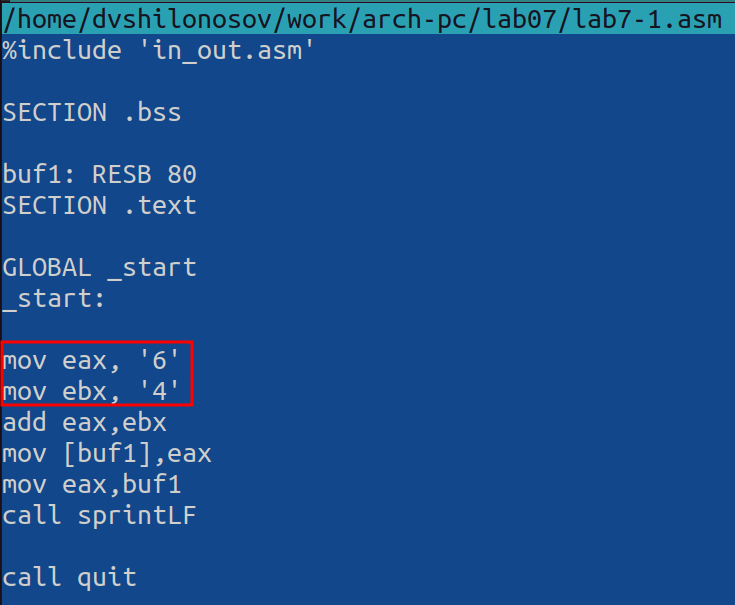 /home/dvshilonosov/work/arch-pc/lab07/lab7-1.asm
%include 'in_out.asm'
SECTION .bss
buf1: RESB 80
SECTION .text
GLOBAL _start
_start:
mov eax, '6'
mov ebx, '4'
add eax,ebx
mov [buf1],eax
mov eax,buf1
call sprintLF
call quit